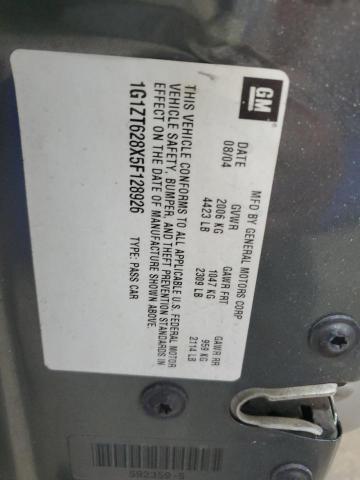 GM
MFD BY GENERAL MOTORS CORP
DATE GVWR GAWR FRT GAWR RR
08/04 2006 KG 1047 KG 959 KG
4423 LB 2309 LB 2114 LB
THIS VEHICLE CONFORMS TO ALL APPLICABLE U.S. FEDERAL MOTOR
VEHICLE SAFETY, BUMPER, AND THEFT PREVENTION STANDARDS IN
EFFECT ON THE DATE OF MANUFACTURE SHOWN ABOVE.
1G1ZT628X5F128926 TYPE: PASS CAR